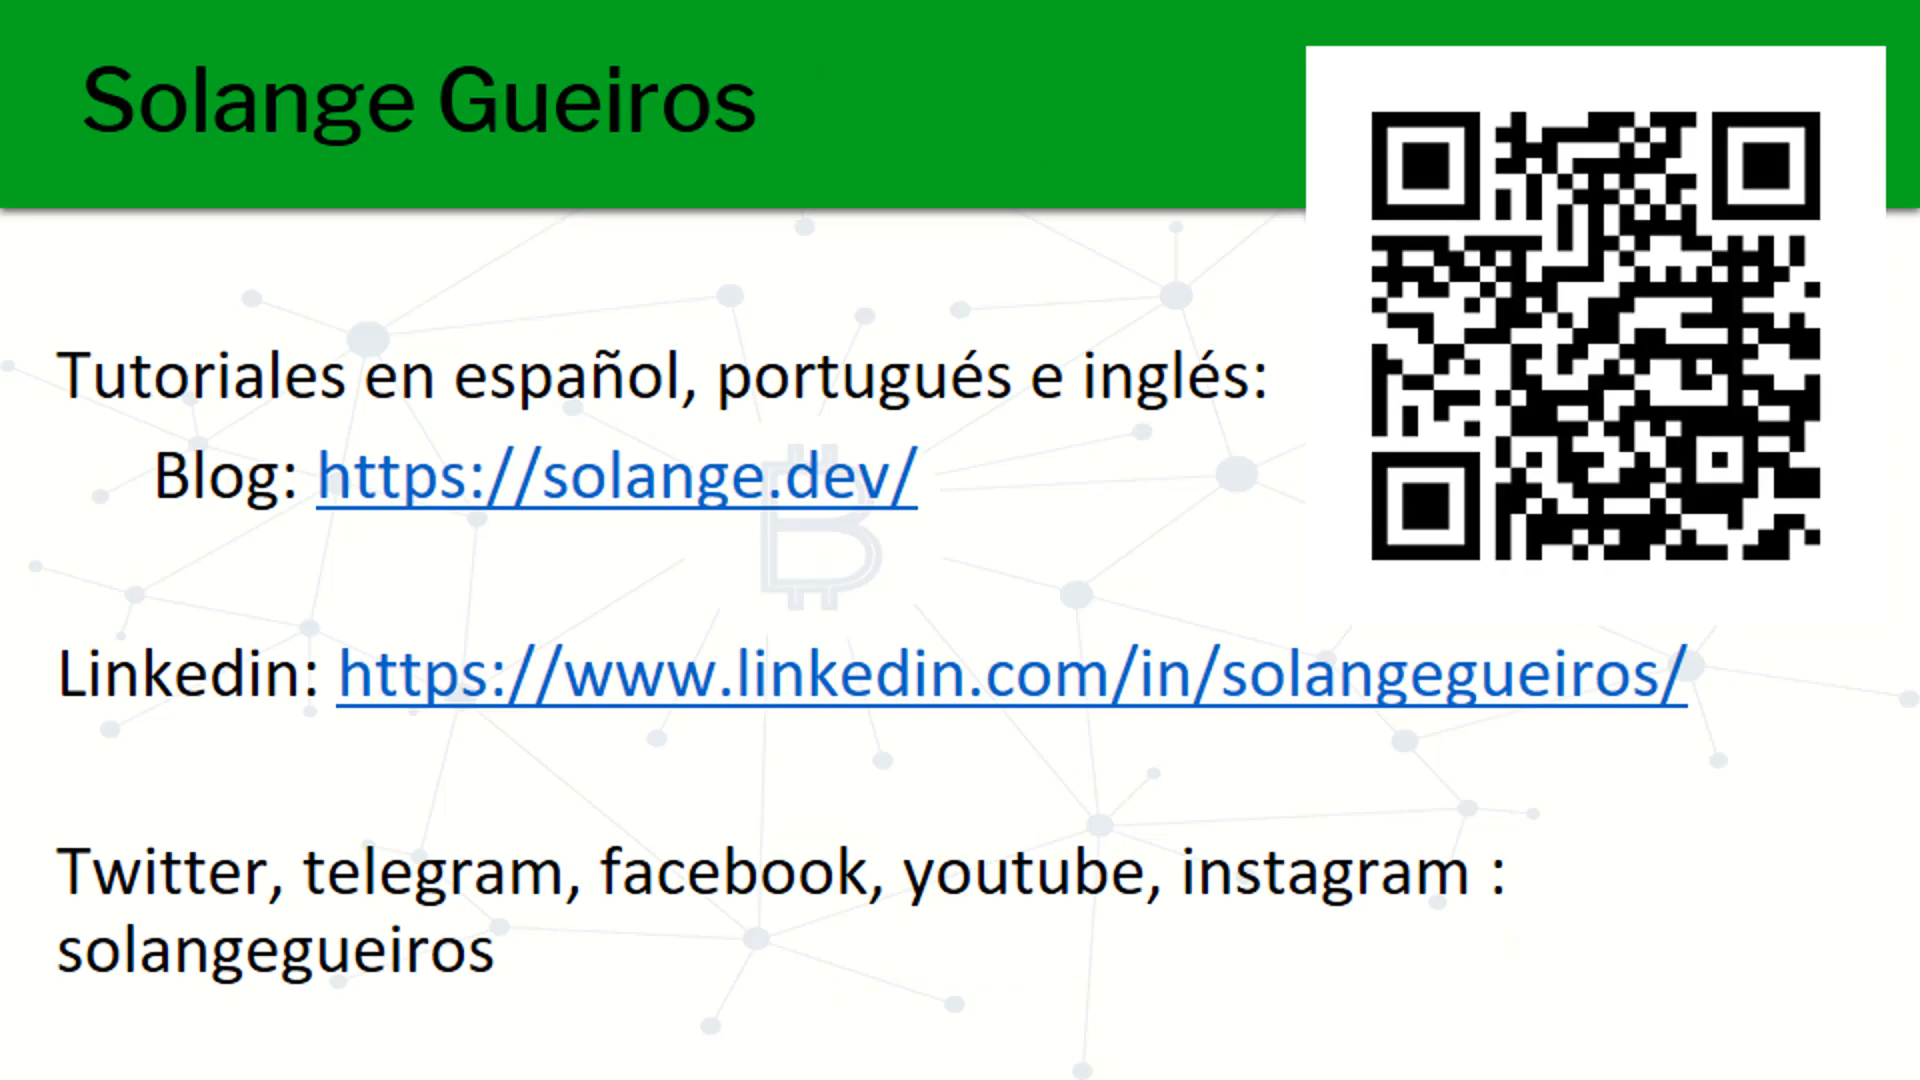 Solange Gueiros
Tutoriales en español, portugués e inglés:
Blog: https://solange.dev/
Linkedin: https://www.linkedin.com/in/solangegueiros/
Twitter, telegram, facebook, youtube, instagram :
solangegueiros